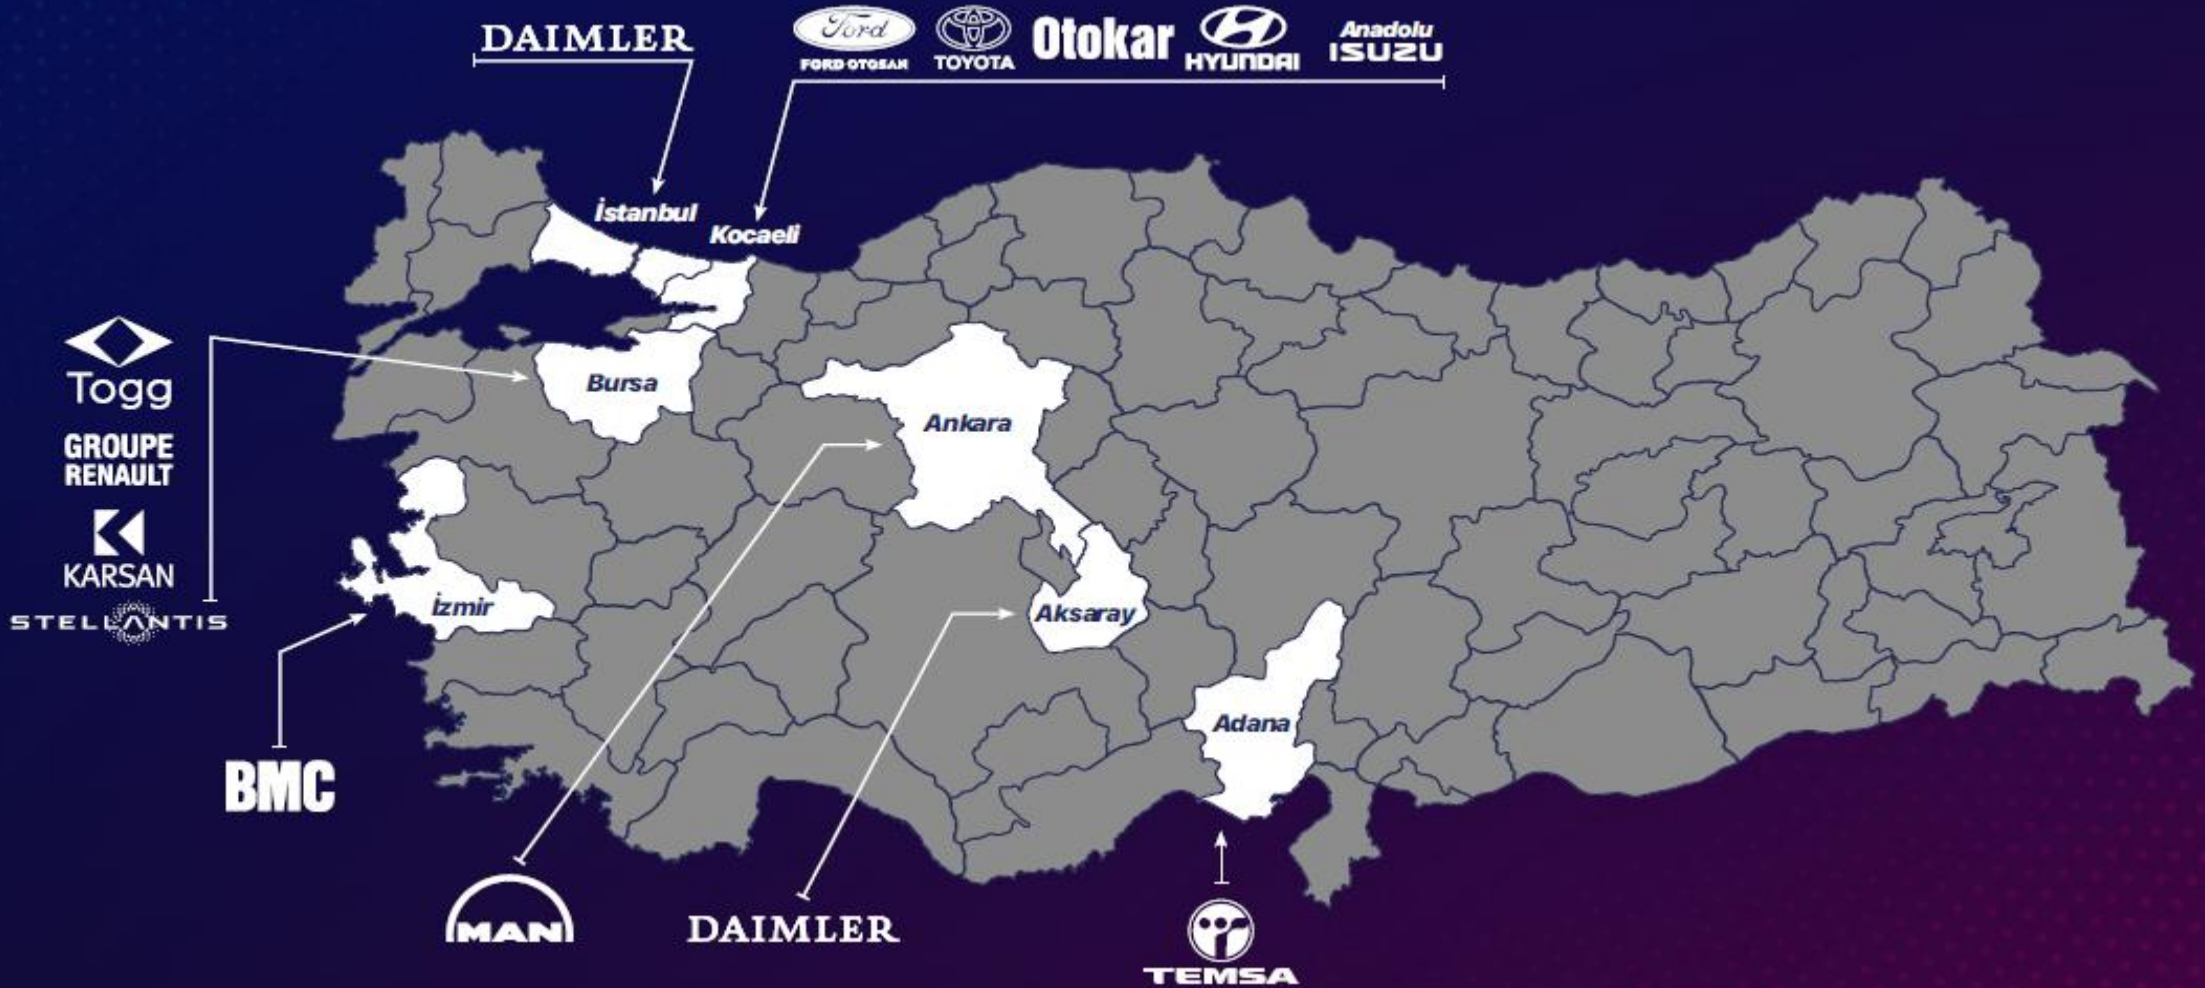 DAIMLER
Ford
FORD OTOSAN
TOYOTA
Otokar
HYUNDAI
Anadolu
ISUZU
İstanbul
Kocaeli
Togg
GROUPE
RENAULT
KARSAN
STELLANTIS
Bursa
Ankara
İzmir
Aksaray
Adana
BMC
MAN
DAIMLER
TEMSA